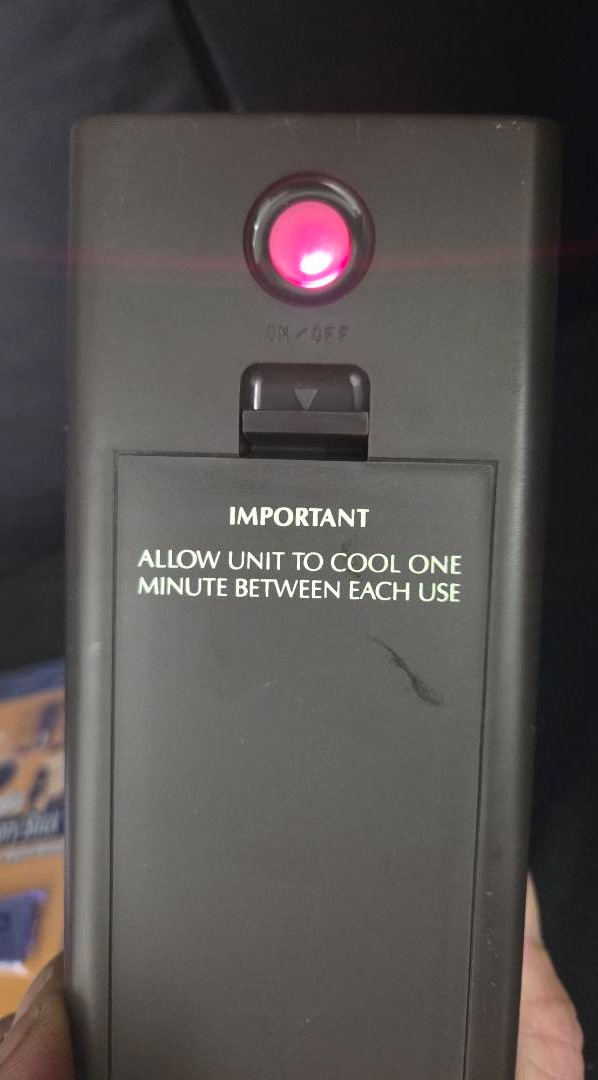 ON/OFF
IMPORTANT
ALLOW UNIT TO COOL ONE
MINUTE BETWEEN EACH USE